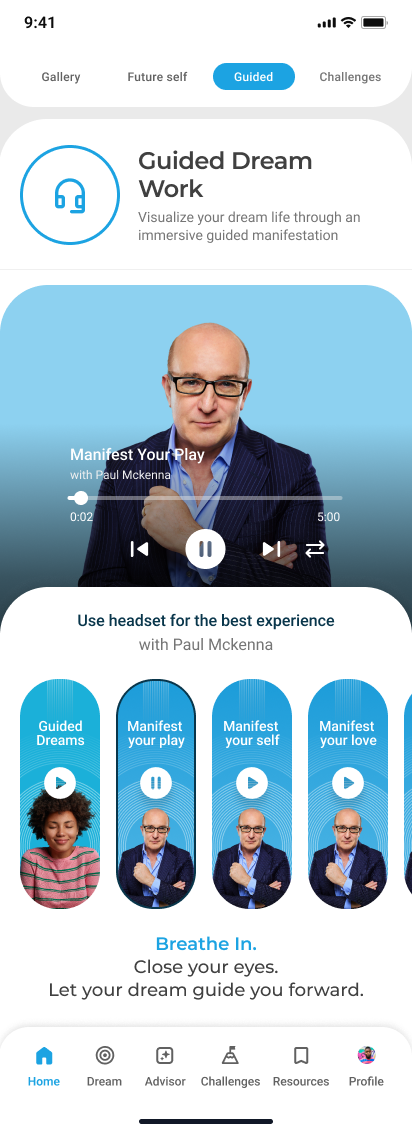 9:41
Gallery Future self Guided Challenges
Guided Dream
Work
Visualize your dream life through an
immersive guided manifestation
Manifest Your Play
with Paul Mckenna
0:02 5:00
Use headset for the best experience
with Paul Mckenna
Guided
Dreams
Manifest
your play
Manifest
your self
Manifest
your love
Breathe In.
Close your eyes.
Let your dream guide you forward.
Home Dream Advisor Challenges Resources Profile